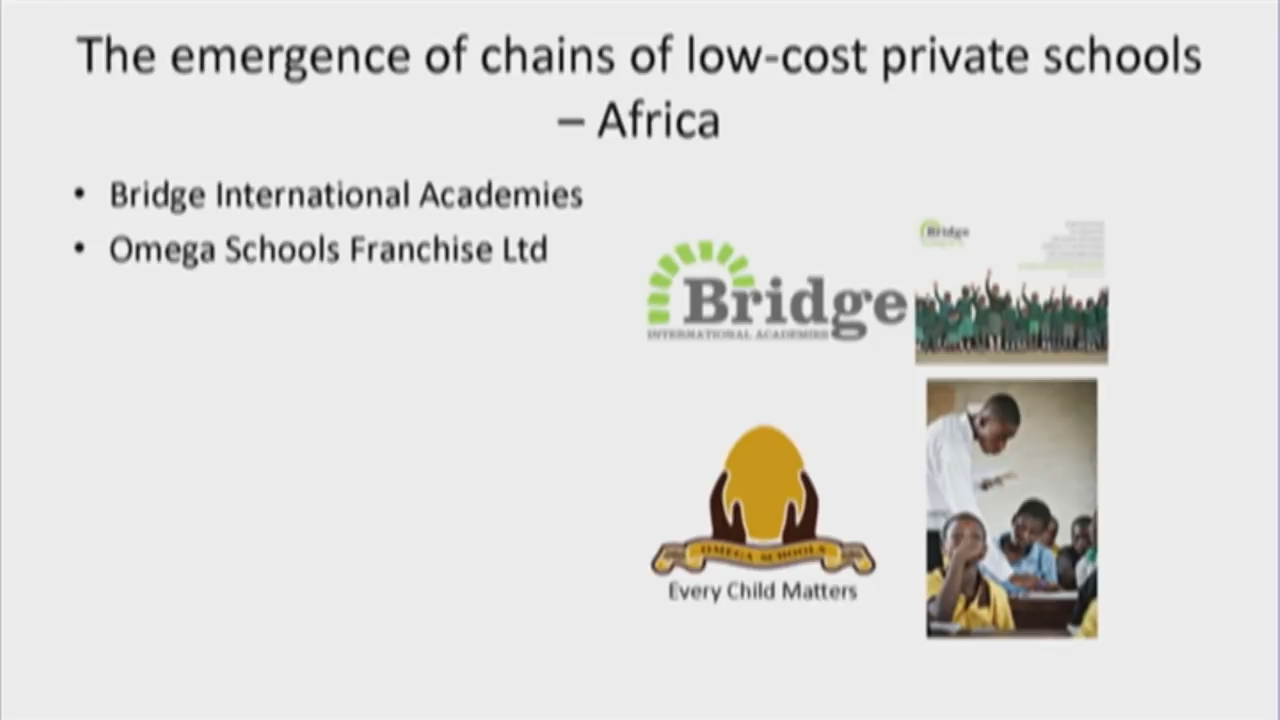 The emergence of chains of low-cost private schools
– Africa
• Bridge International Academies
• Omega Schools Franchise Ltd
Bridge
Bridge
INTERNATIONAL ACADEMIES
OMEGA SCHOOLS
Every Child Matters